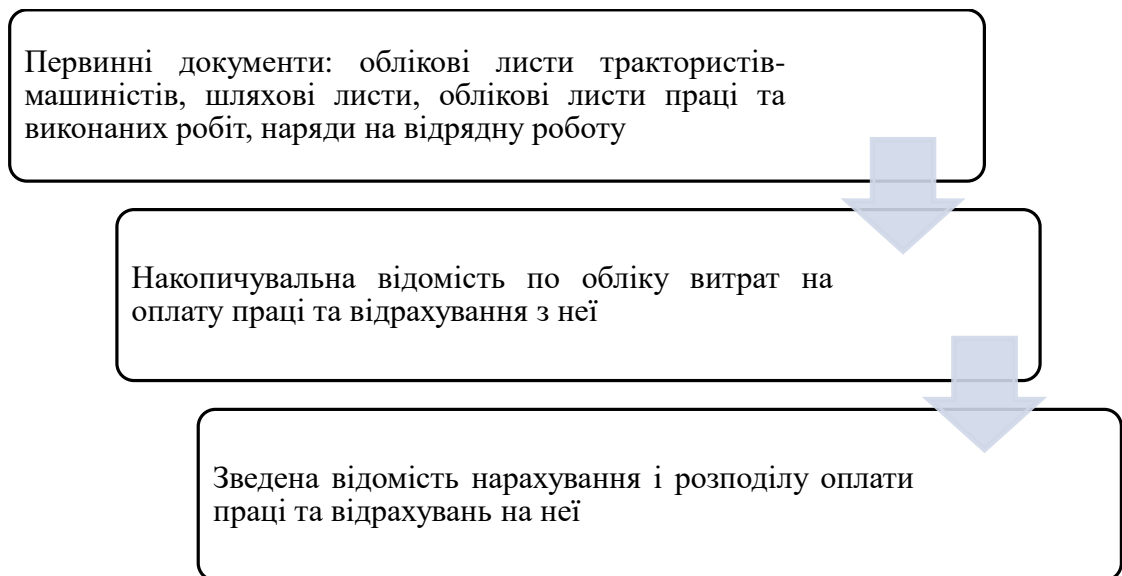 Первинні документи: облікові листи трактористів-
машиністів, шляхові листи, облікові листи праці та
виконаних робіт, наряди на відрядну роботу
Накопичувальна відомість по обліку витрат на
оплату праці та відрахування з неї
Зведена відомість нарахування і розподілу оплати
праці та відрахувань на неї